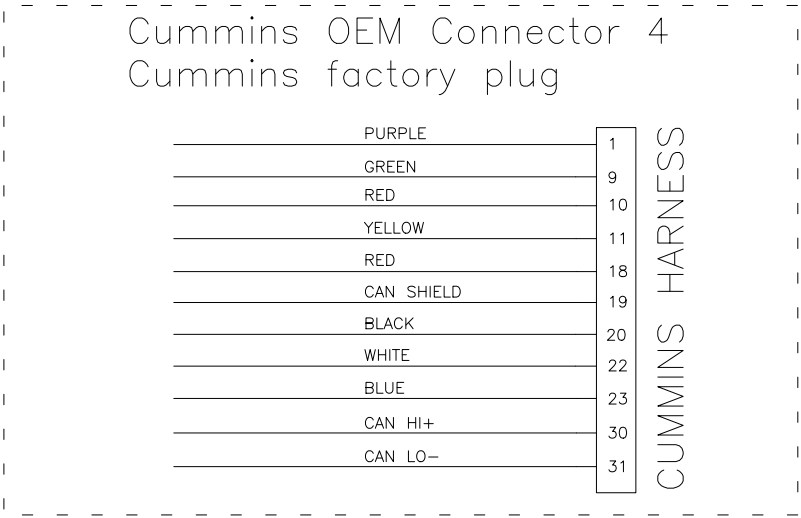 Cummins OEM Connector 4
Cummins factory plug
PURPLE 1
GREEN 9
RED 10
YELLOW 11
RED 18
CAN SHIELD 19
BLACK 20
WHITE 22
BLUE 23
CAN HI+ 30
CAN LO− 31
CUMMINS HARNESS